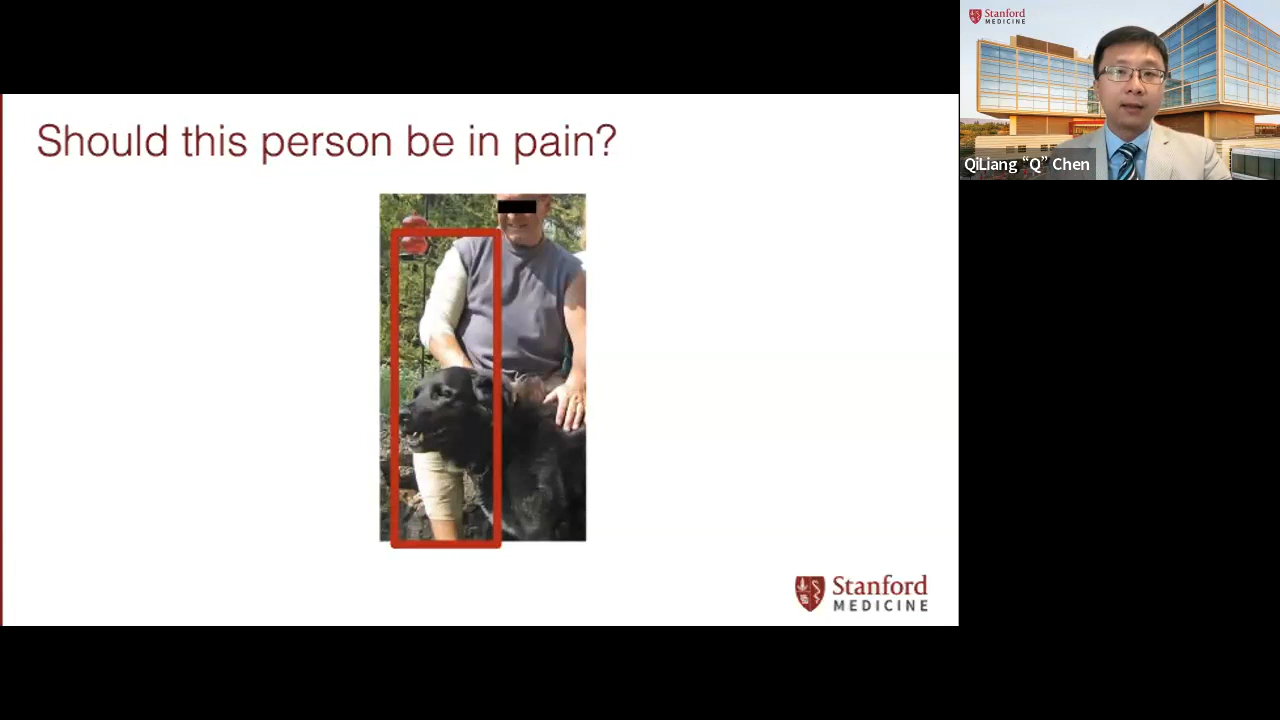 Should this person be in pain?
Stanford
MEDICINE
Stanford
MEDICINE
QiLiang “Q” Chen